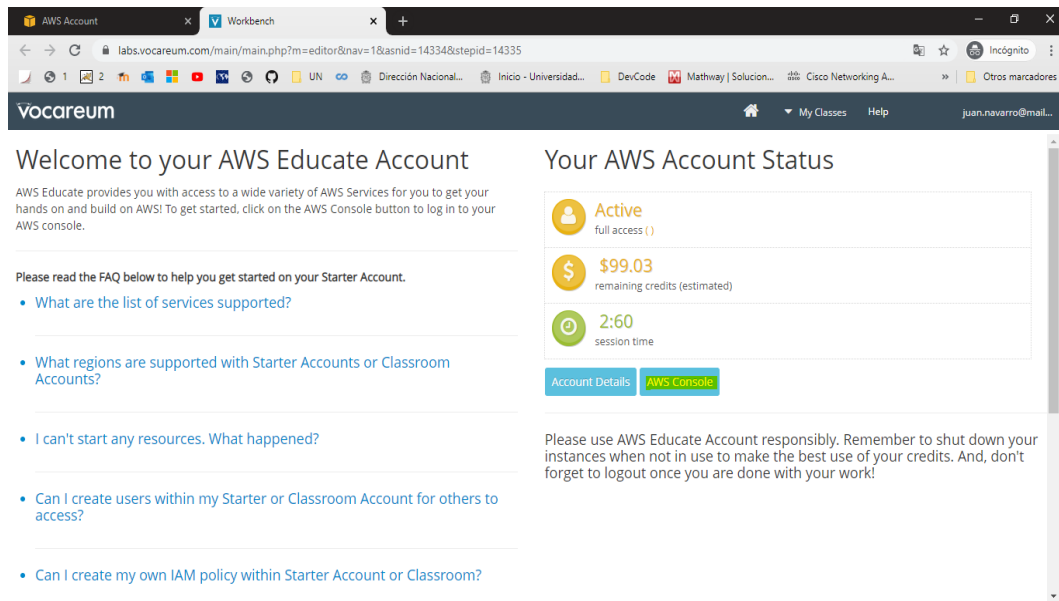 AWS Account
Workbench
labs.vocareum.com/main/main.php?m=editor&nav=1&asnid=14334&stepid=14335
Incógnito
1
2
UN
Dirección Nacional...
Inicio - Universidad...
DevCode
Mathway | Solucion...
Cisco Networking A...
»
Otros marcadores
vocareum
My Classes
Help
juan.navarro@mail...
Welcome to your AWS Educate Account
AWS Educate provides you with access to a wide variety of AWS Services for you to get your
hands on and build on AWS! To get started, click on the AWS Console button to log in to your
AWS console.
Please read the FAQ below to help you get started on your Starter Account.
• What are the list of services supported?
• What regions are supported with Starter Accounts or Classroom
Accounts?
• I can't start any resources. What happened?
• Can I create users within my Starter or Classroom Account for others to
access?
• Can I create my own IAM policy within Starter Account or Classroom?
Your AWS Account Status
Active
full access ( )
$99.03
remaining credits (estimated)
2:60
session time
Account Details
AWS Console
Please use AWS Educate Account responsibly. Remember to shut down your
instances when not in use to make the best use of your credits. And, don't
forget to logout once you are done with your work!